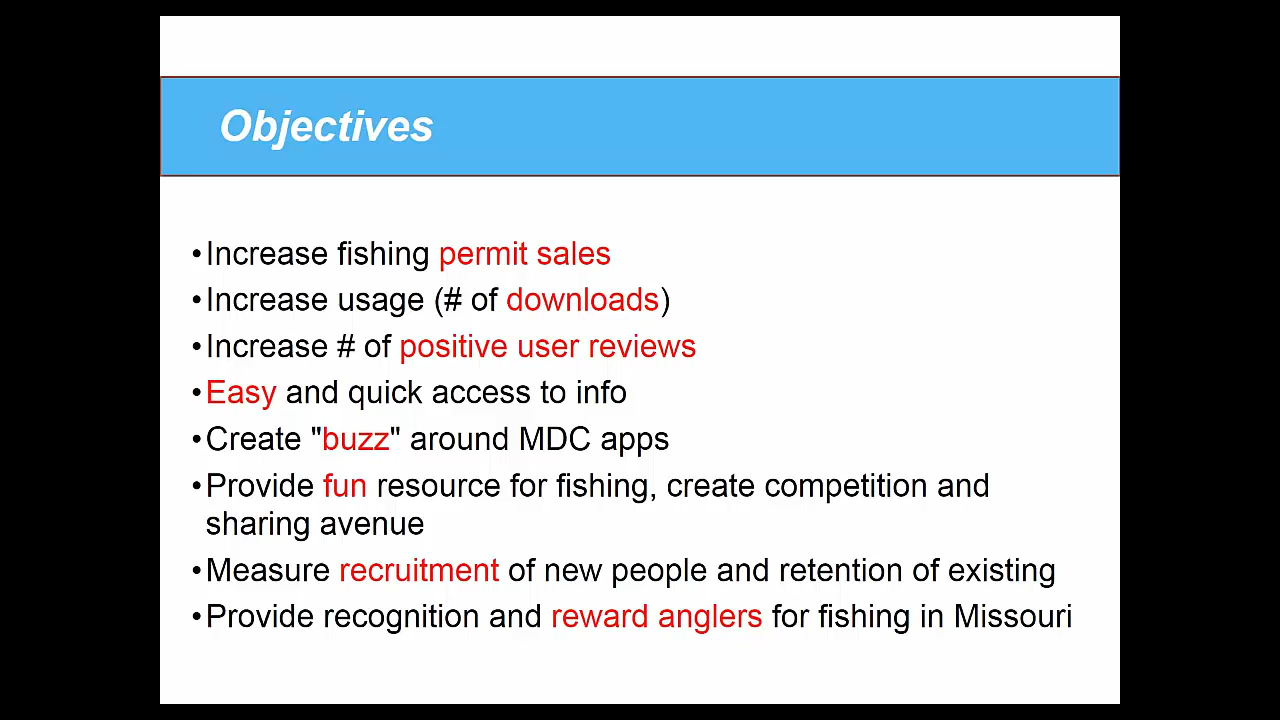 Objectives
•Increase fishing permit sales
•Increase usage (# of downloads)
•Increase # of positive user reviews
•Easy and quick access to info
•Create "buzz" around MDC apps
•Provide fun resource for fishing, create competition and
sharing avenue
•Measure recruitment of new people and retention of existing
•Provide recognition and reward anglers for fishing in Missouri